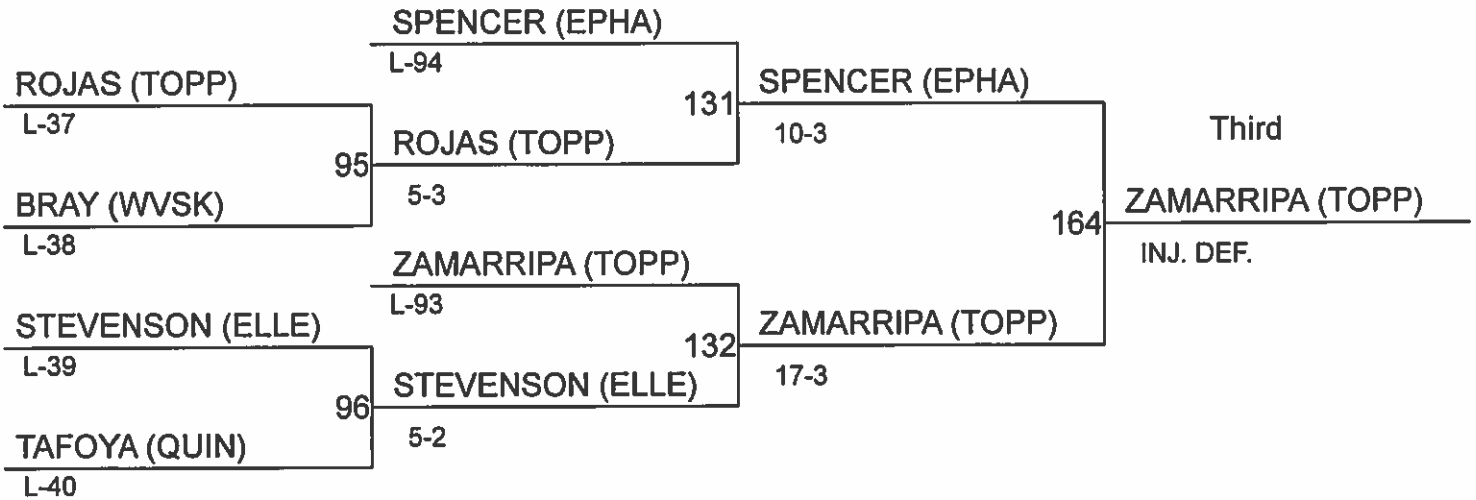 SPENCER (EPHA)
L-94
ROJAS (TOPP)
L-37
131
SPENCER (EPHA)
10-3
Third
95
ROJAS (TOPP)
5-3
BRAY (WVSK)
L-38
164
ZAMARRIPA (TOPP)
INJ. DEF.
ZAMARRIPA (TOPP)
L-93
STEVENSON (ELLE)
L-39
132
ZAMARRIPA (TOPP)
17-3
96
STEVENSON (ELLE)
5-2
TAFOYA (QUIN)
L-40